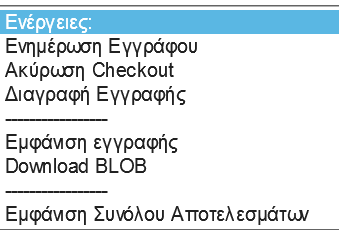 Ενέργειες:
Ενημέρωση Εγγράφου
Ακύρωση Checkout
Διαγραφή Εγγραφής
-----------------
Εμφάνιση εγγραφής
Download BLOB
-----------------
Εμφάνιση Συνόλου Αποτελεσμάτων